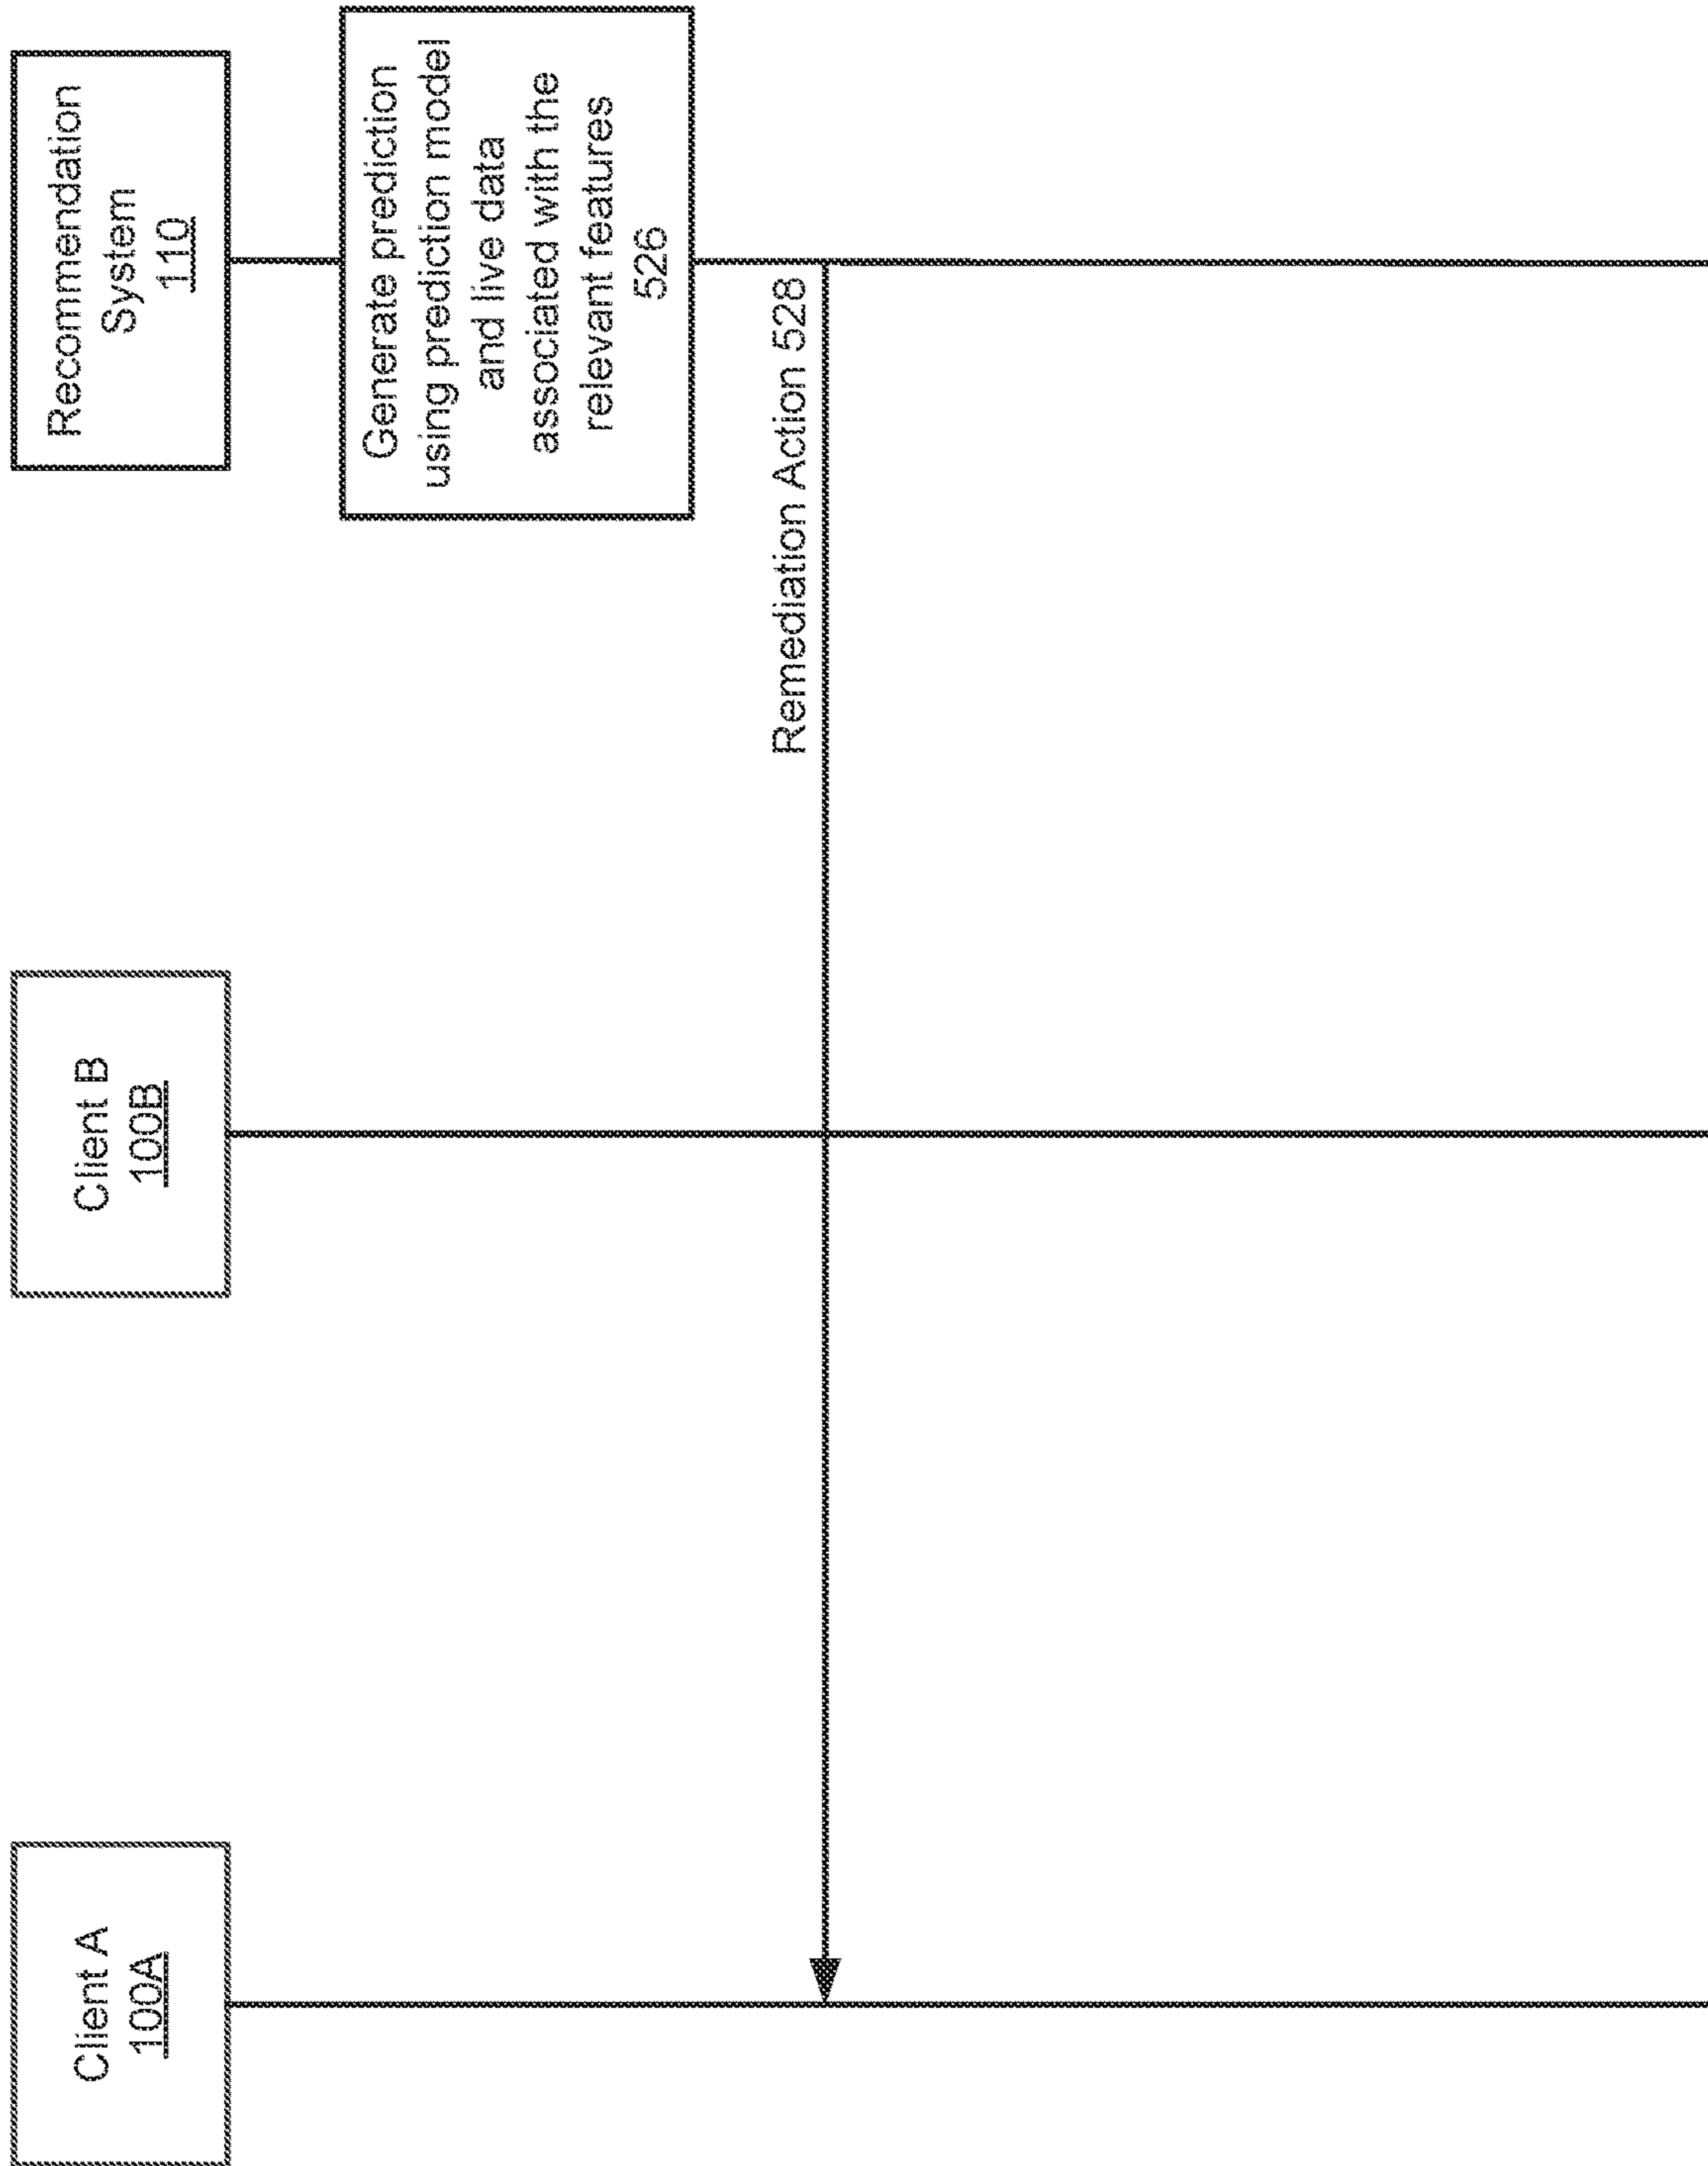 Client A
100A
Client B
100B
Recommendation
System
110
Generate prediction
using prediction model
and live data
associated with the
relevant features
526
Remediation Action 528